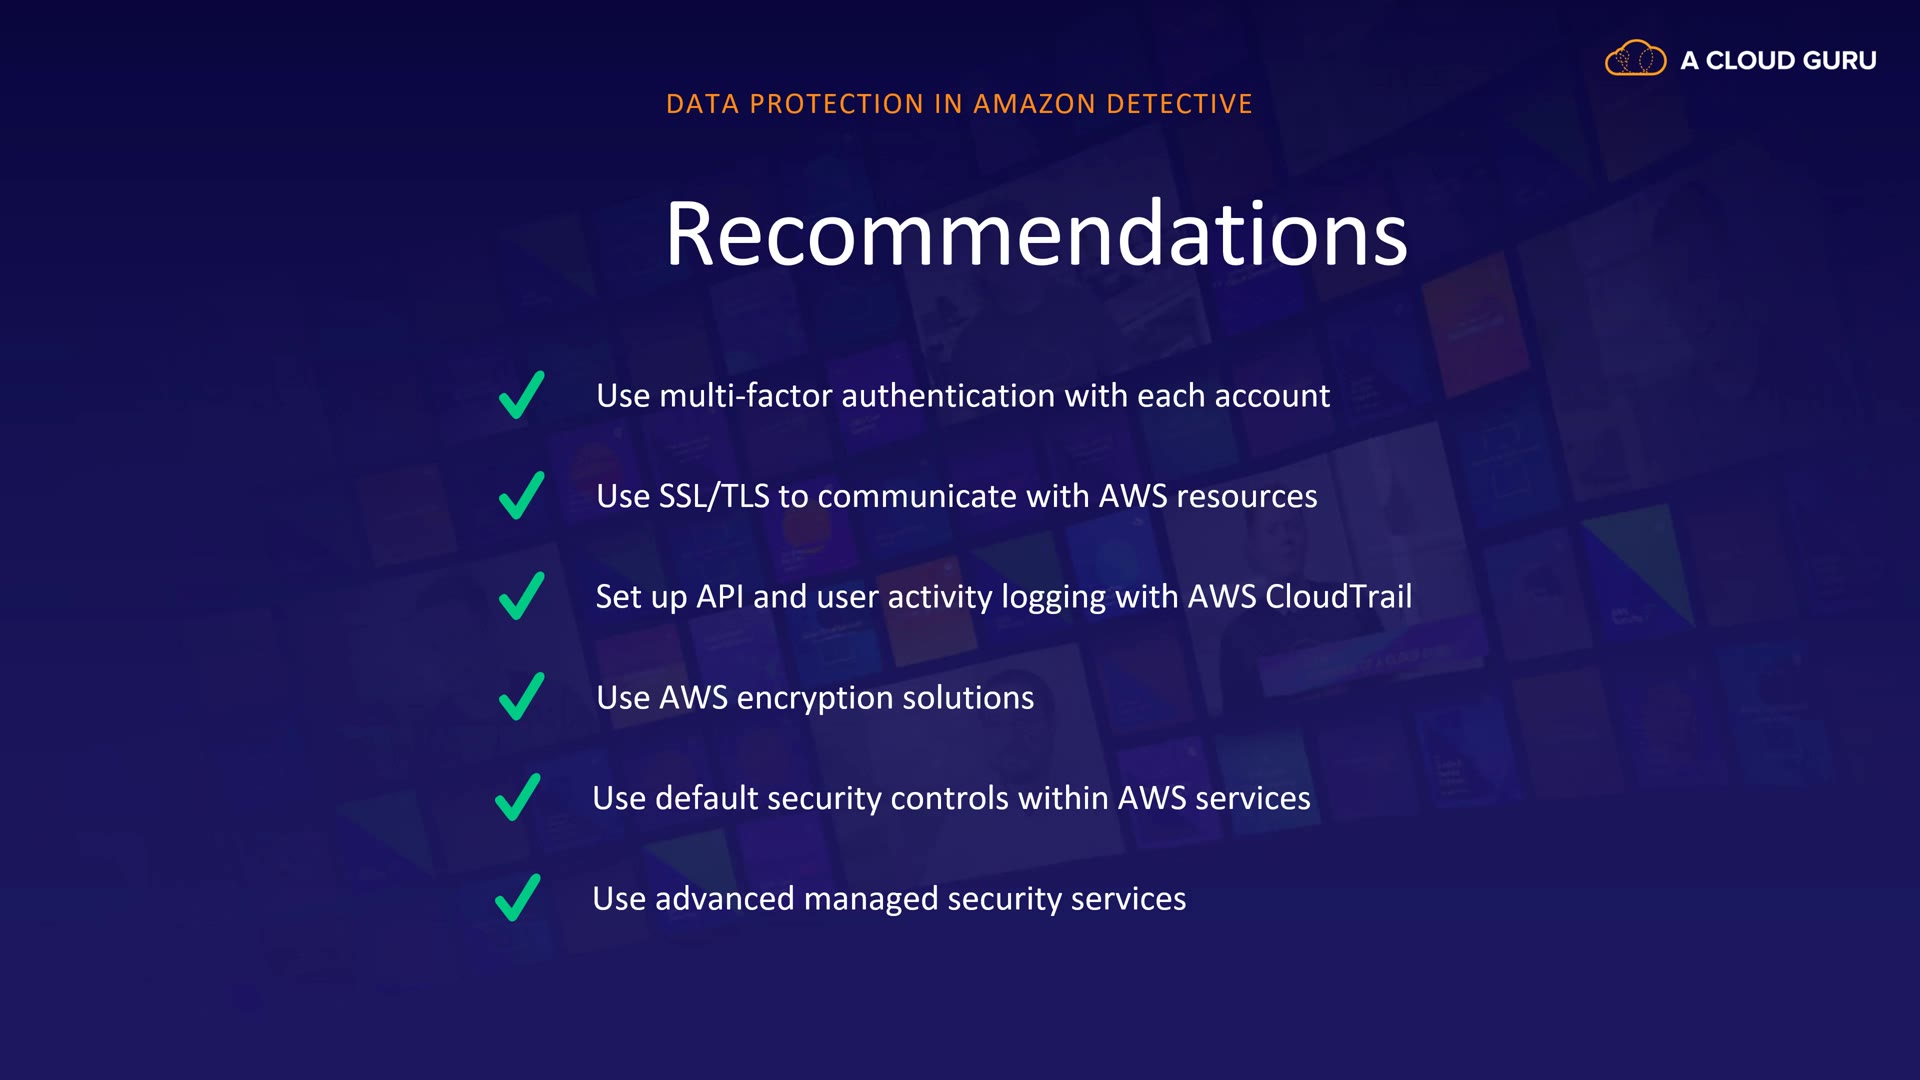 A CLOUD GURU
DATA PROTECTION IN AMAZON DETECTIVE
Recommendations
Use multi-factor authentication with each account
Use SSL/TLS to communicate with AWS resources
Set up API and user activity logging with AWS CloudTrail
Use AWS encryption solutions
Use default security controls within AWS services
Use advanced managed security services